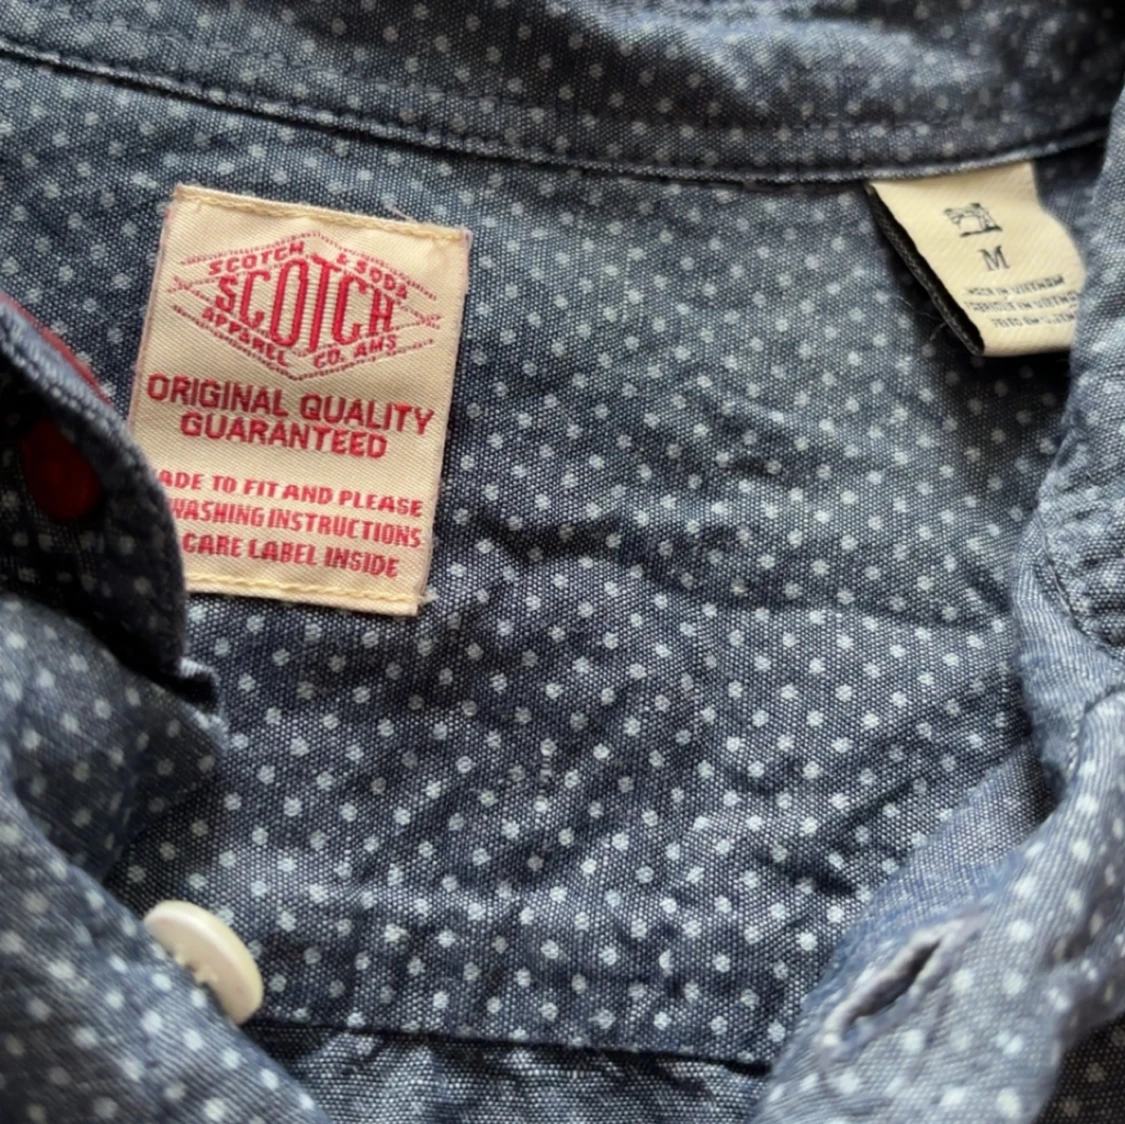 SCOTCH & SODA
SCOTCH
APPAREL CO. AMS
ORIGINAL QUALITY
GUARANTEED
ADE TO FIT AND PLEASE
WASHING INSTRUCTIONS
CARE LABEL INSIDE
M